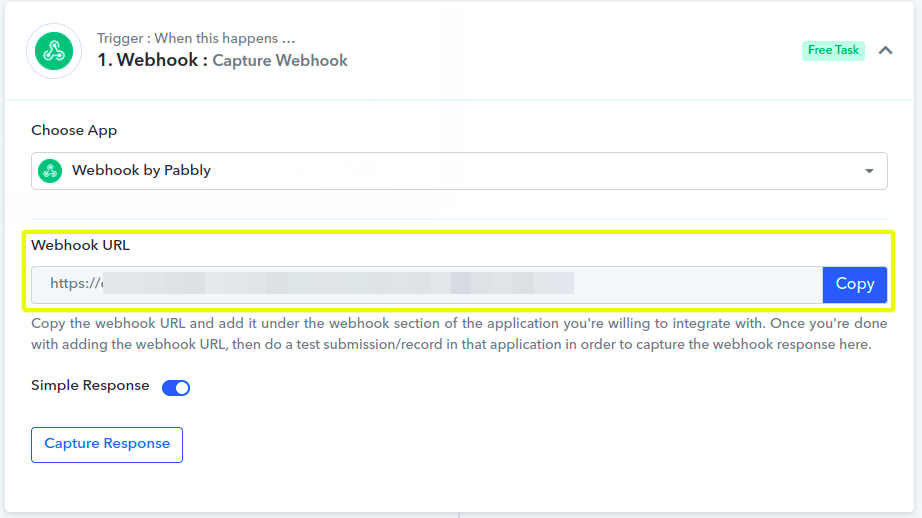 Trigger : When this happens ...
1. Webhook : Capture Webhook
Free Task
Choose App
Webhook by Pabbly
Webhook URL
https://
Copy
Copy the webhook URL and add it under the webhook section of the application you're willing to integrate with. Once you're done
with adding the webhook URL, then do a test submission/record in that application in order to capture the webhook response here.
Simple Response
Capture Response